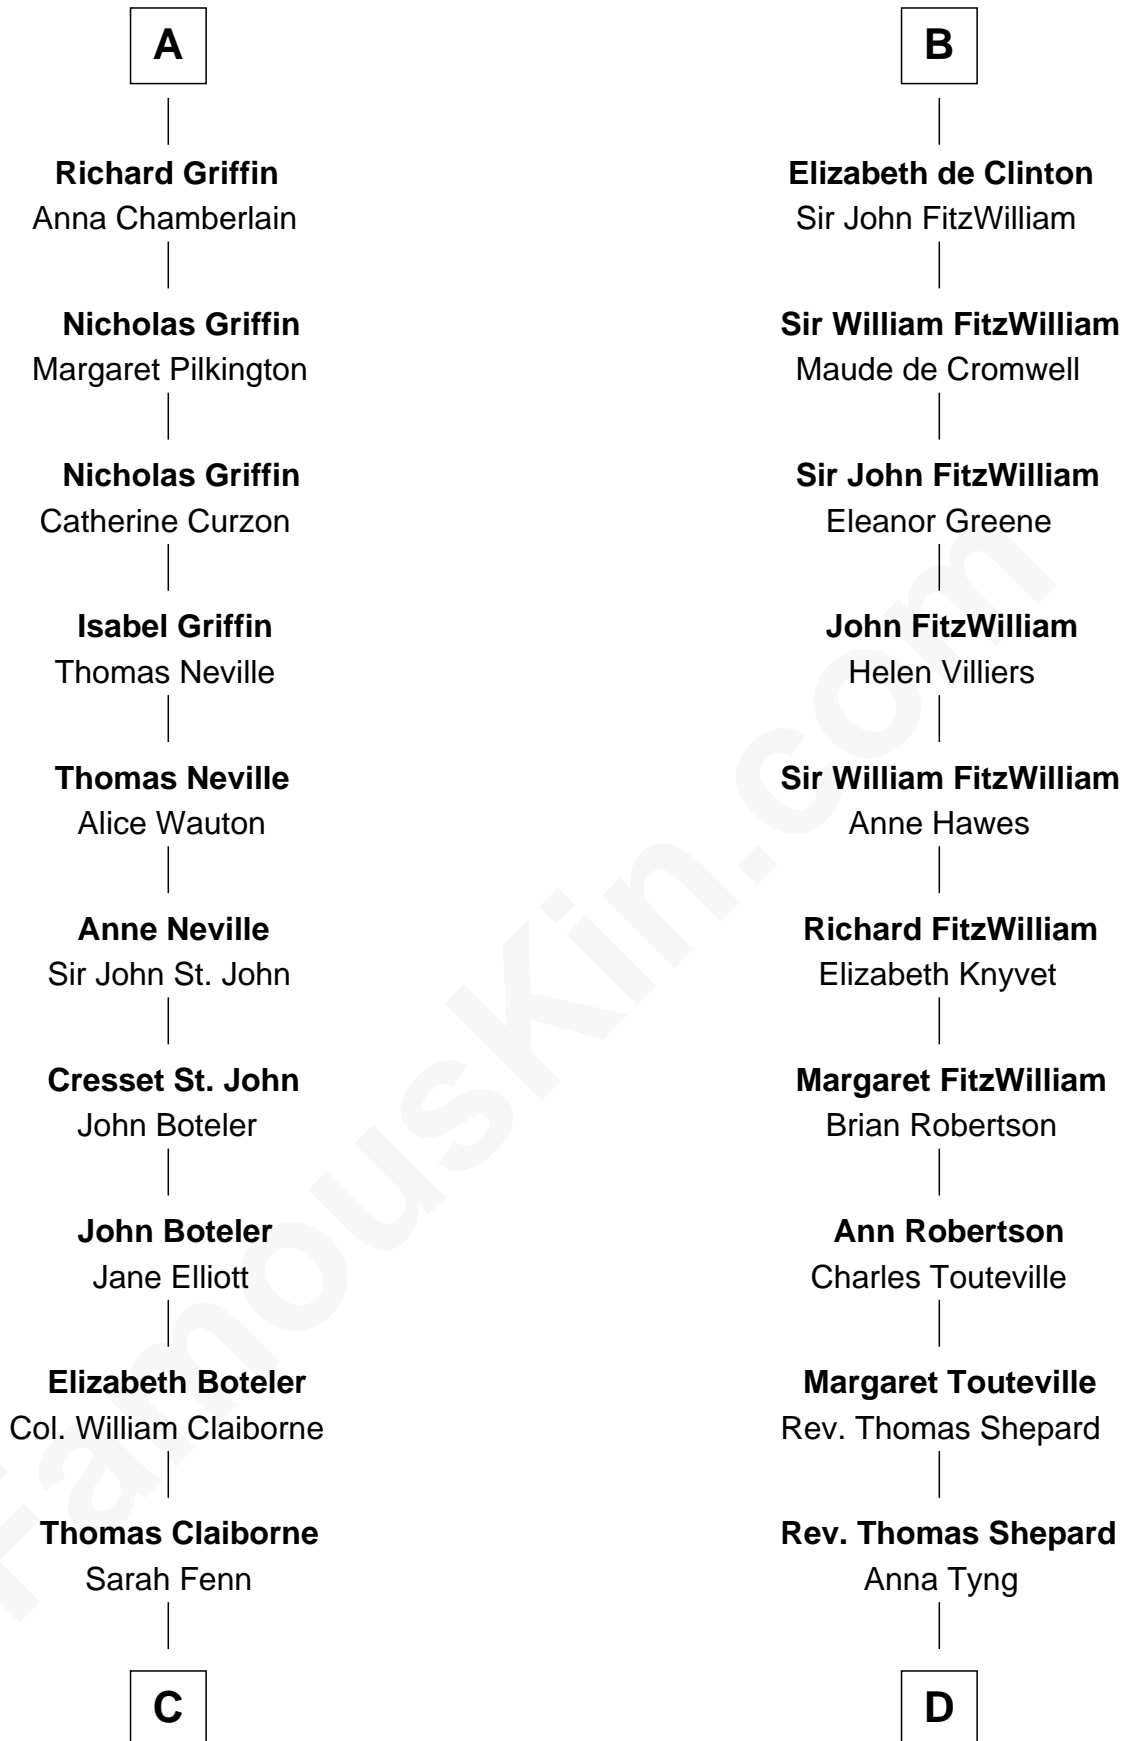 A
Richard Griffin
Anna Chamberlain
Nicholas Griffin
Margaret Pilkington
Nicholas Griffin
Catherine Curzon
Isabel Griffin
Thomas Neville
Thomas Neville
Alice Wauton
Anne Neville
Sir John St. John
Cresset St. John
John Boteler
John Boteler
Jane Elliott
Elizabeth Boteler
Col. William Claiborne
Thomas Claiborne
Sarah Fenn
C
B
Elizabeth de Clinton
Sir John FitzWilliam
Sir William FitzWilliam
Maude de Cromwell
Sir John FitzWilliam
Eleanor Greene
John FitzWilliam
Helen Villiers
Sir William FitzWilliam
Anne Hawes
Richard FitzWilliam
Elizabeth Knyvet
Margaret FitzWilliam
Brian Robertson
Ann Robertson
Charles Touteville
Margaret Touteville
Rev. Thomas Shepard
Rev. Thomas Shepard
Anna Tyng
D
FamousKin.com